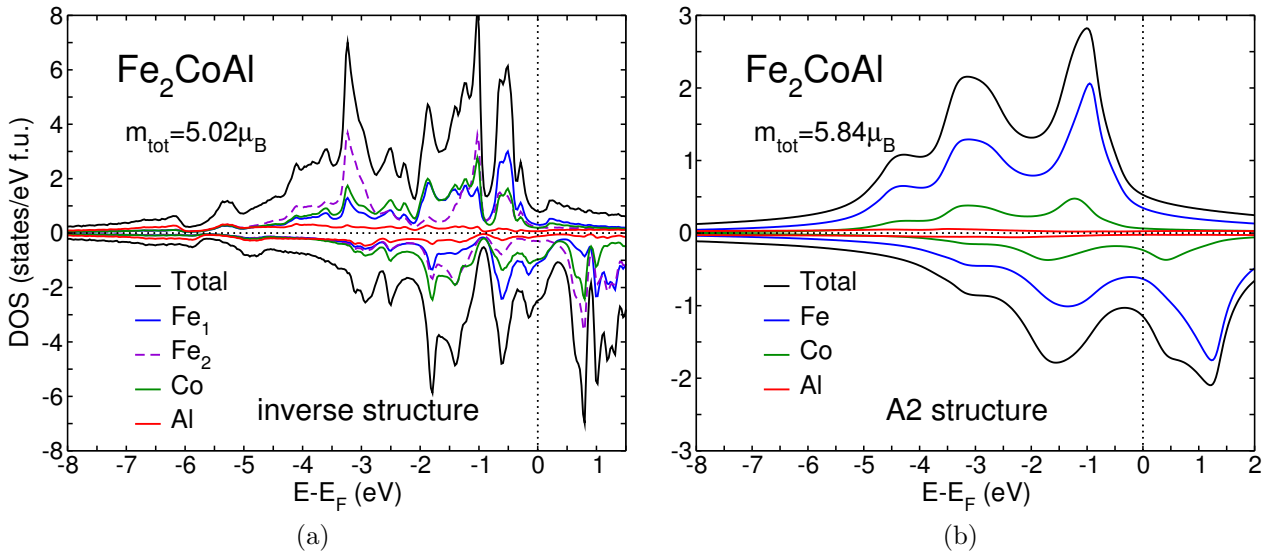 Fe2CoAl
mtot=5.02μB
DOS (states/eV f.u.)
8
6
4
2
0
-2
-4
-6
-8
Total
Fe1
Fe2
Co
Al
inverse structure
-8 -7 -6 -5 -4 -3 -2 -1 0 1
E-EF (eV)
(a)
Fe2CoAl
mtot=5.84μB
3
2
1
0
-1
-2
-3
Total
Fe
Co
Al
A2 structure
-8 -7 -6 -5 -4 -3 -2 -1 0 1 2
E-EF (eV)
(b)